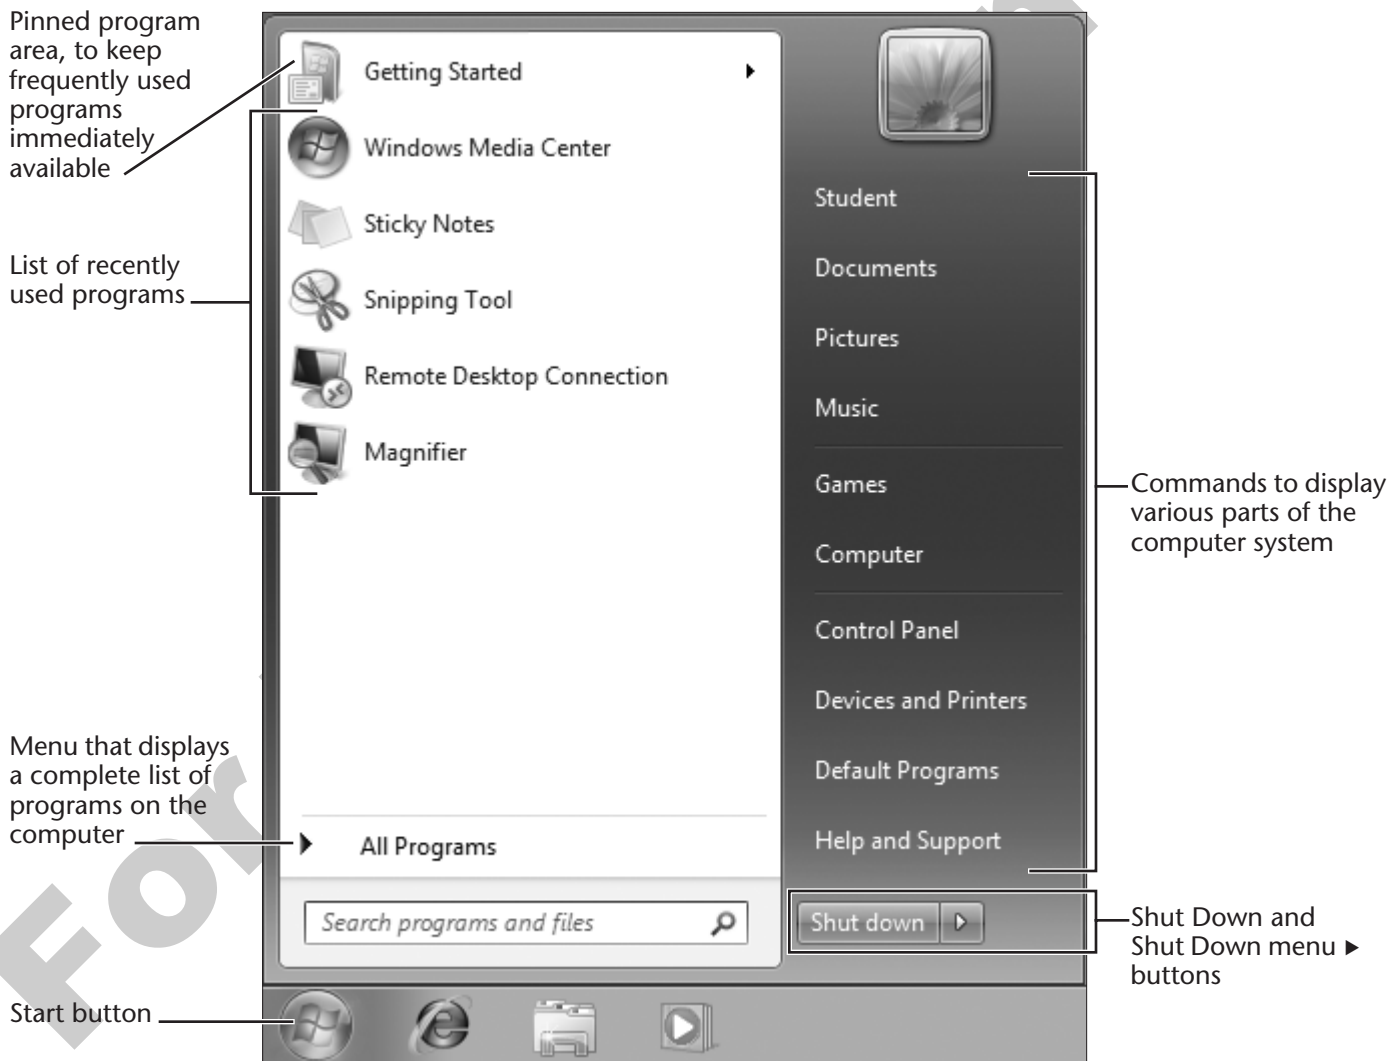 Pinned program
area, to keep
frequently used
programs
immediately
available
List of recently
used programs
Menu that displays
a complete list of
programs on the
computer
Start button
Getting Started
Windows Media Center
Sticky Notes
Snipping Tool
Remote Desktop Connection
Magnifier
All Programs
Search programs and files
Student
Documents
Pictures
Music
Games
Computer
Control Panel
Devices and Printers
Default Programs
Help and Support
Shut down
Commands to display
various parts of the
computer system
Shut Down and
Shut Down menu ▶
buttons
For